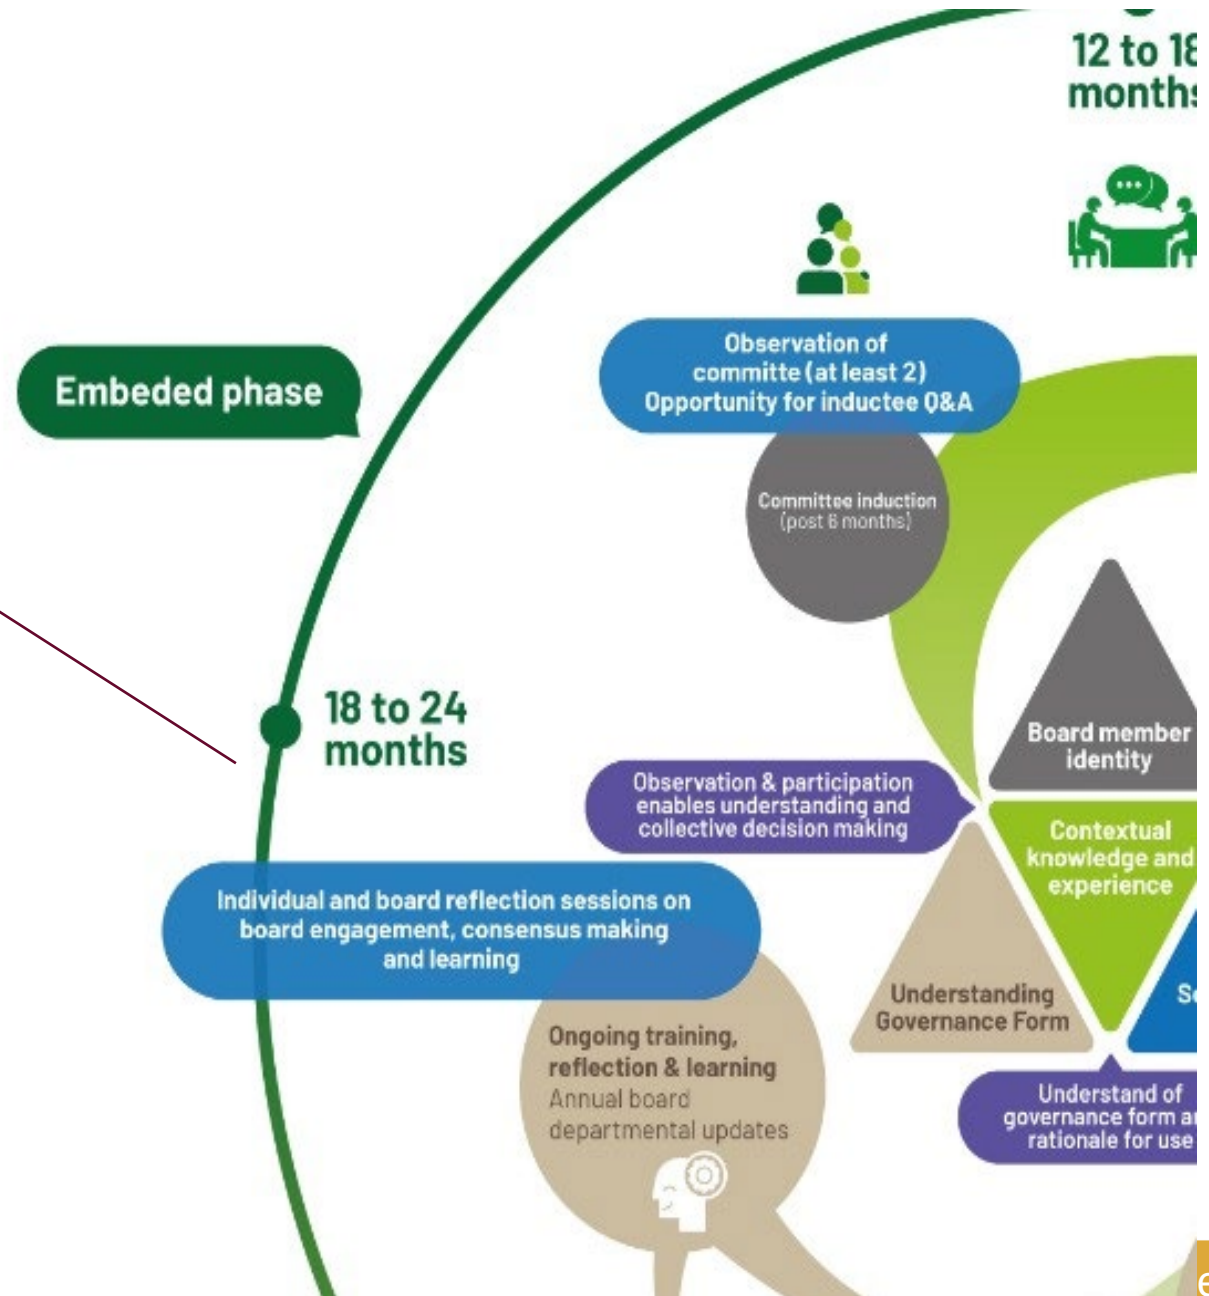 12 to 18
months
Embeded phase
Observation of
committe (at least 2)
Opportunity for inductee Q&A
Committee induction
(post 6 months)
Board member
identity
18 to 24
months
Observation & participation
enables understanding and
collective decision making
Contextual
knowledge and
experience
Individual and board reflection sessions on
board engagement, consensus making
and learning
Understanding
Governance Form
Ongoing training,
reflection & learning
Annual board
departmental updates
Understand of
governance form
rationale for use